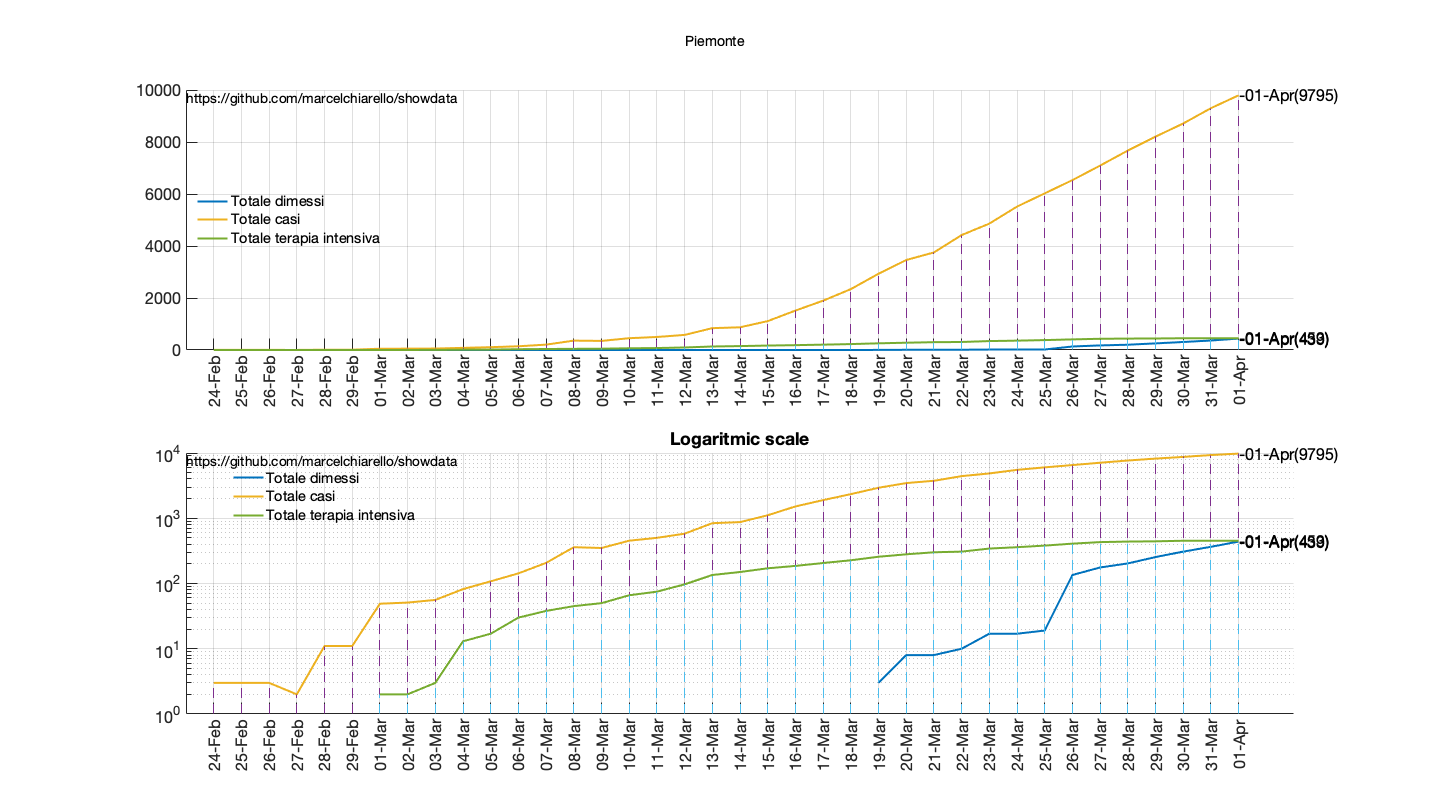 Piemonte
10000
8000
6000
4000
2000
0
https://github.com/marcelchiarello/showdata
Totale dimessi
Totale casi
Totale terapia intensiva
-01-Apr(9795)
24-Feb
25-Feb
26-Feb
27-Feb
28-Feb
29-Feb
01-Mar
02-Mar
03-Mar
04-Mar
05-Mar
06-Mar
07-Mar
08-Mar
09-Mar
10-Mar
11-Mar
12-Mar
13-Mar
14-Mar
15-Mar
16-Mar
17-Mar
18-Mar
19-Mar
20-Mar
21-Mar
22-Mar
23-Mar
24-Mar
25-Mar
26-Mar
27-Mar
28-Mar
29-Mar
30-Mar
31-Mar
01-Apr
Logaritmic scale
10^4
10^3
10^2
10^1
10^0
https://github.com/marcelchiarello/showdata
Totale dimessi
Totale casi
Totale terapia intensiva
-01-Apr(9795)
24-Feb
25-Feb
26-Feb
27-Feb
28-Feb
29-Feb
01-Mar
02-Mar
03-Mar
04-Mar
05-Mar
06-Mar
07-Mar
08-Mar
09-Mar
10-Mar
11-Mar
12-Mar
13-Mar
14-Mar
15-Mar
16-Mar
17-Mar
18-Mar
19-Mar
20-Mar
21-Mar
22-Mar
23-Mar
24-Mar
25-Mar
26-Mar
27-Mar
28-Mar
29-Mar
30-Mar
31-Mar
01-Apr